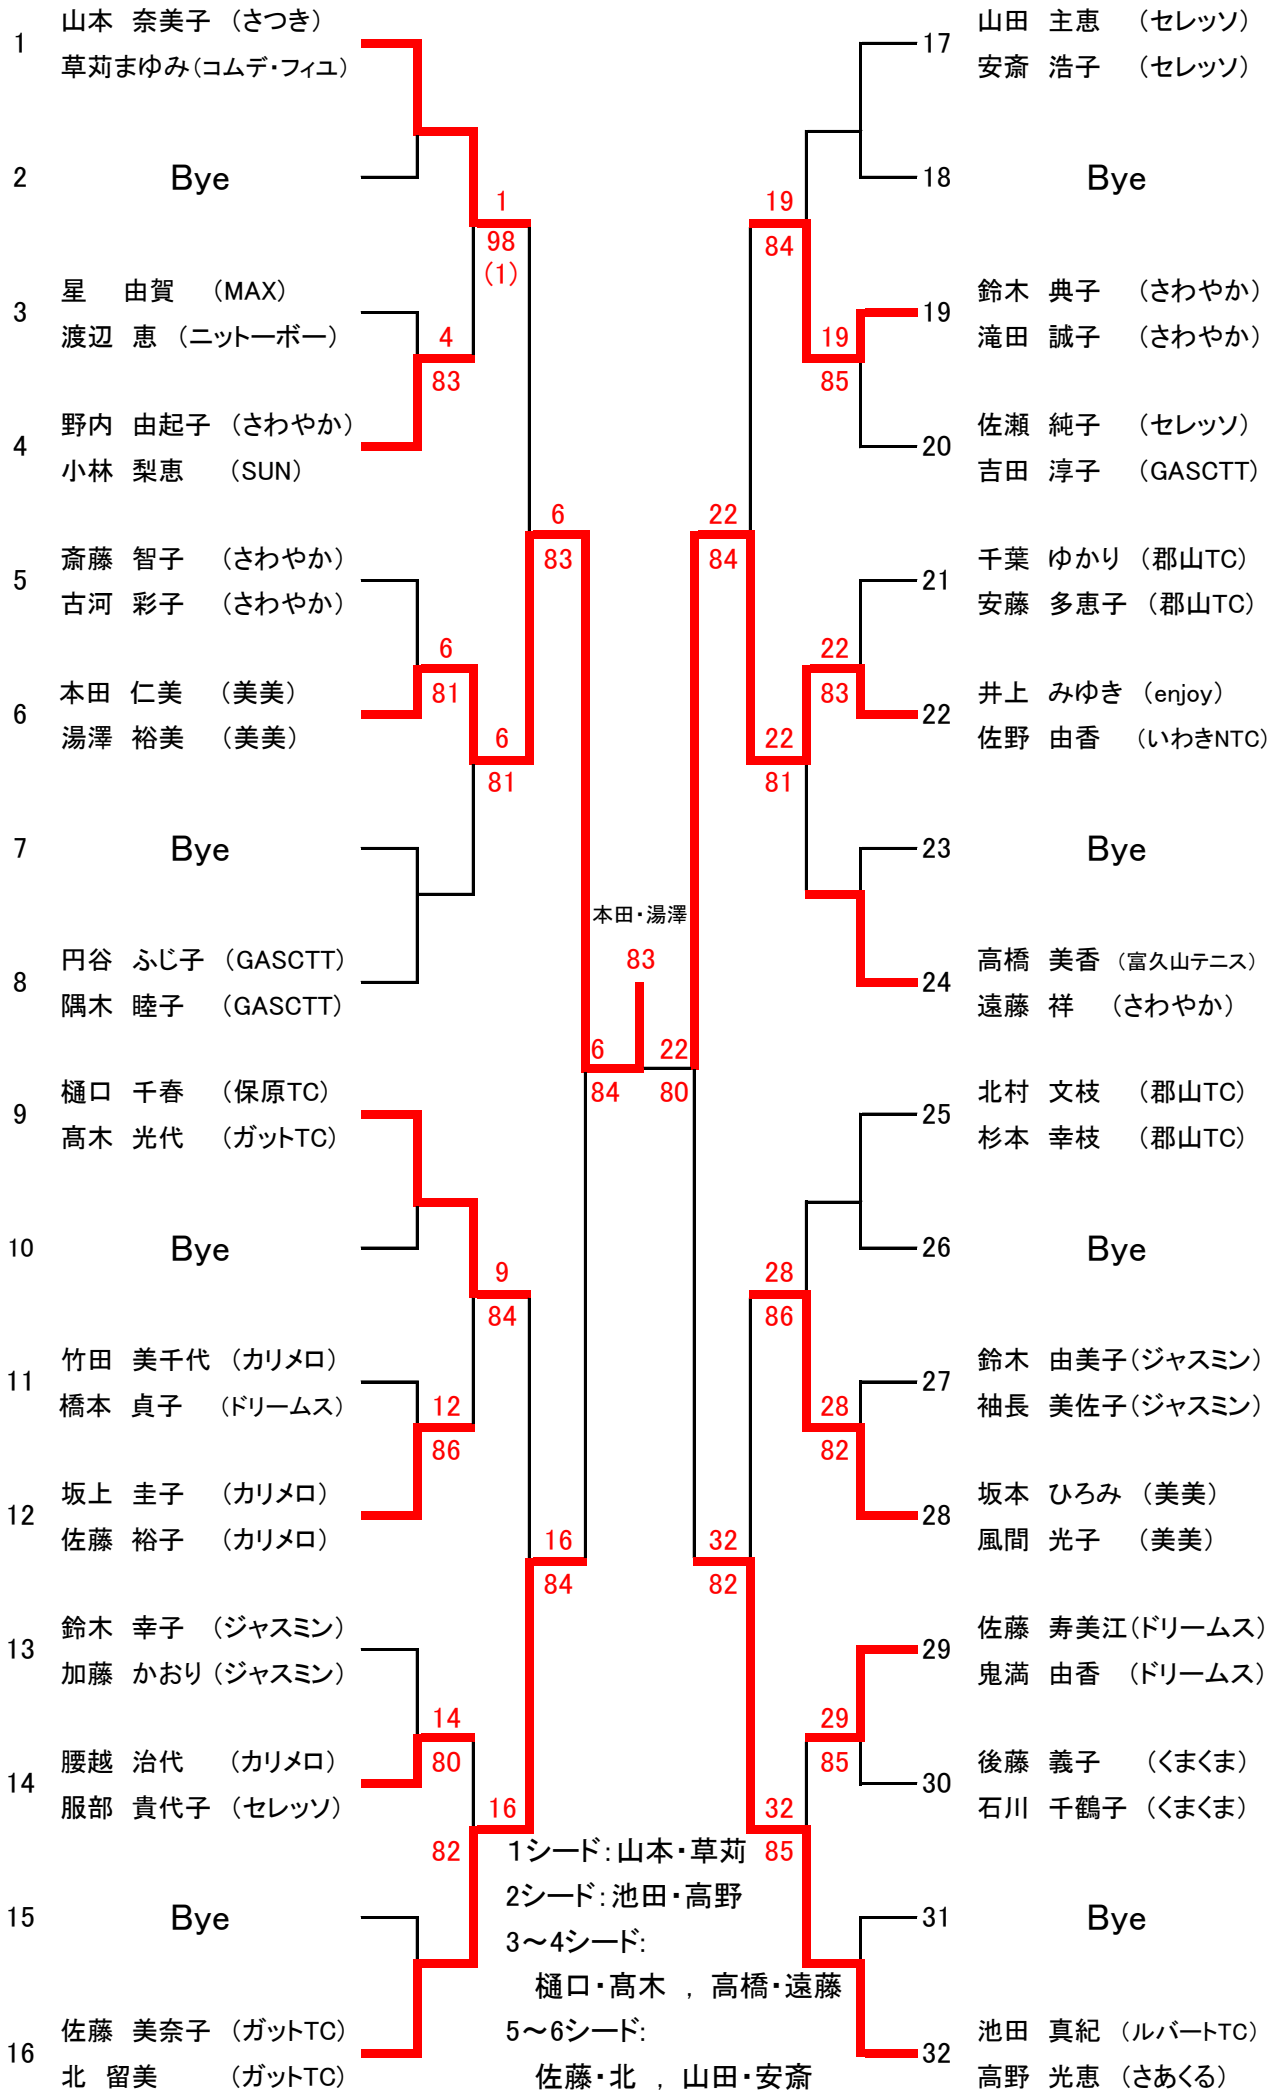 1
山本 奈美子 (さつき)
草苅まゆみ(コムデ・フィユ)
2
Bye
3
星 由賀 (MAX)
渡辺 恵 (ニットーボー)
4
野内 由起子 (さわやか)
小林 梨恵 (SUN)
5
斎藤 智子 (さわやか)
古河 彩子 (さわやか)
6
本田 仁美 (美美)
湯澤 裕美 (美美)
7
Bye
8
円谷 ふじ子 (GASCTT)
隅木 睦子 (GASCTT)
9
樋口 千春 (保原TC)
髙木 光代 (ガットTC)
10
Bye
11
竹田 美千代 (カリメロ)
橋本 貞子 (ドリームス)
12
坂上 圭子 (カリメロ)
佐藤 裕子 (カリメロ)
13
鈴木 幸子 (ジャスミン)
加藤 かおり (ジャスミン)
14
腰越 治代 (カリメロ)
服部 貴代子 (セレッソ)
15
Bye
16
佐藤 美奈子 (ガットTC)
北 留美 (ガットTC)
4
83
6
81
12
86
14
80
82
1
98
(1)
6
81
9
84
16
6
83
16
84
本田・湯澤
83
6
84
22
80
22
84
32
82
19
84
22
81
28
86
32
85
19
85
22
83
28
82
29
85
17
山田 主恵 (セレッソ)
安斎 浩子 (セレッソ)
18
Bye
19
鈴木 典子 (さわやか)
滝田 誠子 (さわやか)
20
佐瀬 純子 (セレッソ)
吉田 淳子 (GASCTT)
21
千葉 ゆかり (郡山TC)
安藤 多恵子 (郡山TC)
22
井上 みゆき (enjoy)
佐野 由香 (いわきNTC)
23
Bye
24
高橋 美香 (富久山テニス)
遠藤 祥 (さわやか)
25
北村 文枝 (郡山TC)
杉本 幸枝 (郡山TC)
26
Bye
27
鈴木 由美子(ジャスミン)
袖長 美佐子(ジャスミン)
28
坂本 ひろみ (美美)
風間 光子 (美美)
29
佐藤 寿美江(ドリームス)
鬼満 由香 (ドリームス)
30
後藤 義子 (くまくま)
石川 千鶴子 (くまくま)
31
Bye
32
池田 真紀 (ルバートTC)
高野 光恵 (さあくる)
1シード:山本・草苅
2シード:池田・高野
3～4シード:
樋口・髙木 , 高橋・遠藤
5～6シード:
佐藤・北 , 山田・安斎